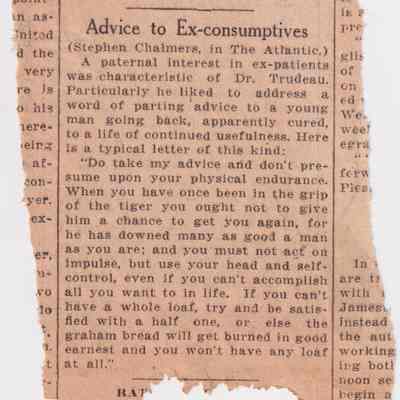 Advice to Ex-consumptives
(Stephen Chalmers, in The Atlantic.)
A paternal interest in ex-patients
was characteristic of Dr. Trudeau.
Particularly he liked to address a
word of parting advice to a young
man going back, apparently cured,
to a life of continued usefulness. Here
is a typical letter of this kind:
"Do take my advice and don't pre-
sume upon your physical endurance.
When you have once been in the grip
of the tiger you ought not to give
him a chance to get you again, for
he has downed many as good a man
as you are; and you must not act on
impulse, but use your head and self-
control, even if you can't accomplish
all you want to in life. If you can't
have a whole loaf, try and be satis-
fied with a half one, or else the
graham bread will get burned in good
earnest and you won't have any loaf
at all."